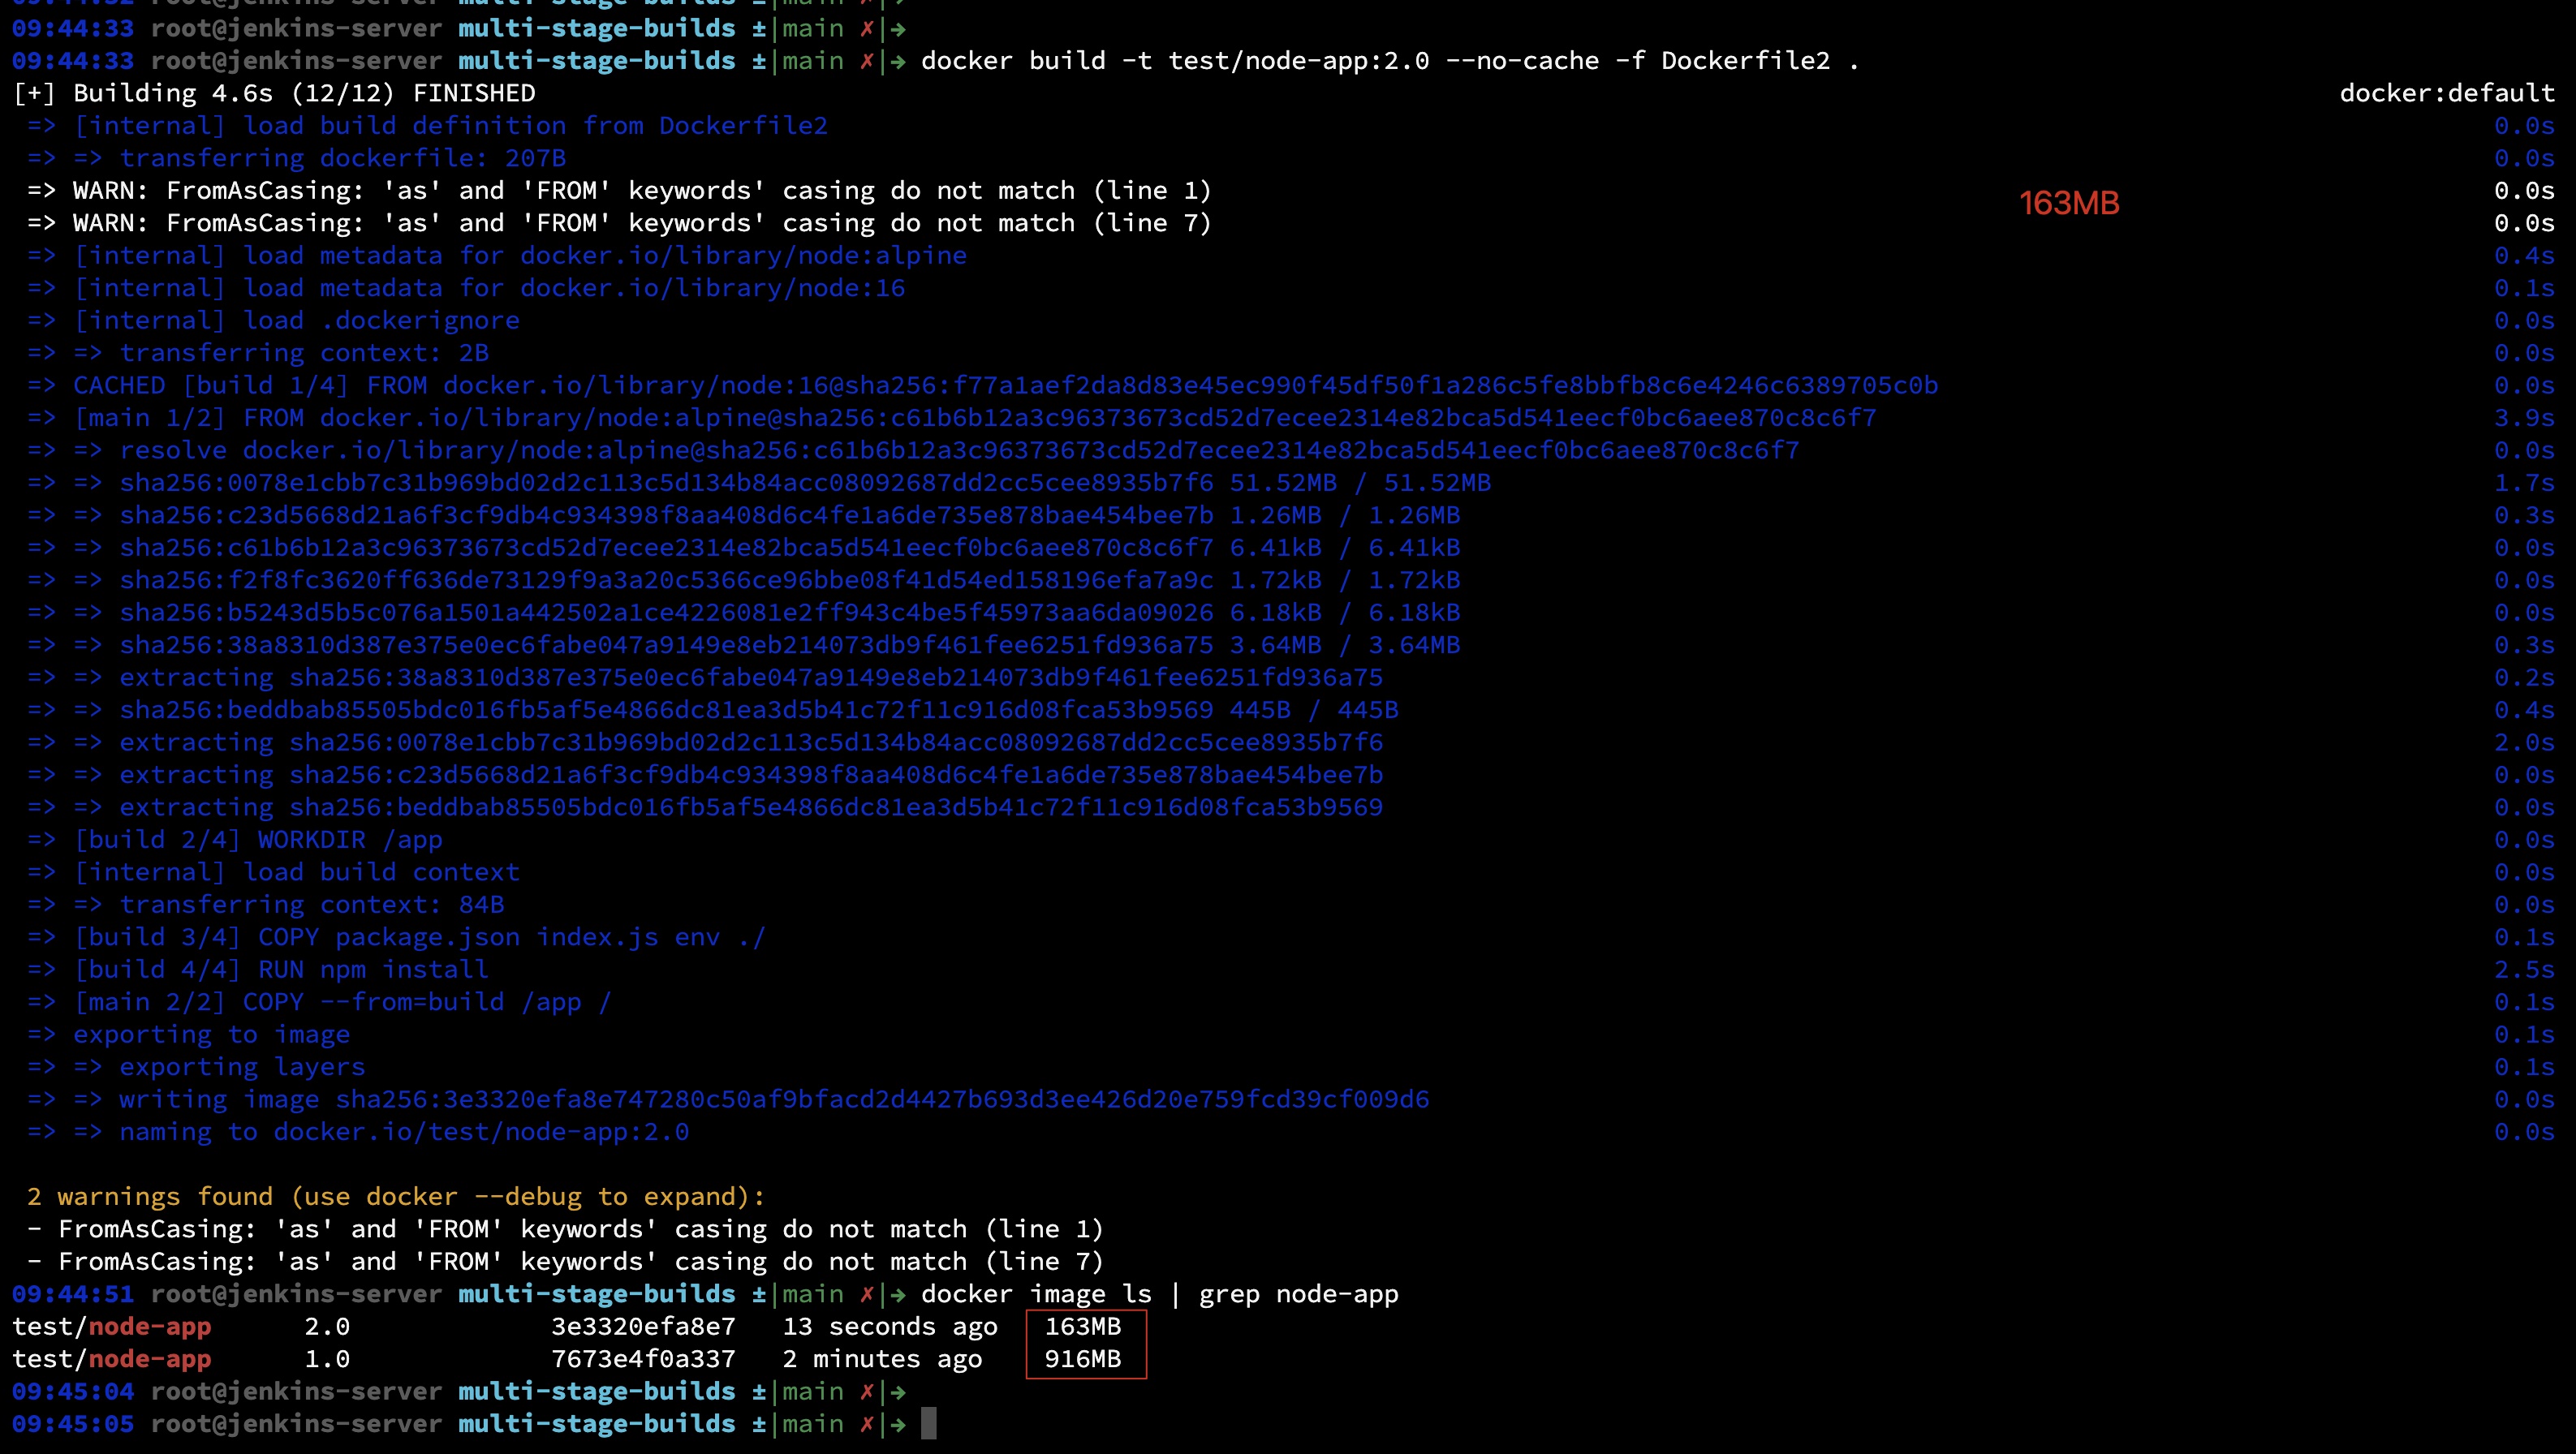 09:44:33 root@jenkins-server multi-stage-builds ±|main ✗|→
09:44:33 root@jenkins-server multi-stage-builds ±|main ✗|→ docker build -t test/node-app:2.0 --no-cache -f Dockerfile2 .
[+] Building 4.6s (12/12) FINISHED docker:default
=> [internal] load build definition from Dockerfile2 0.0s
=> => transferring dockerfile: 207B 0.0s
=> WARN: FromAsCasing: 'as' and 'FROM' keywords' casing do not match (line 1) 0.0s
163MB
=> WARN: FromAsCasing: 'as' and 'FROM' keywords' casing do not match (line 7) 0.0s
=> [internal] load metadata for docker.io/library/node:alpine 0.4s
=> [internal] load metadata for docker.io/library/node:16 0.1s
=> [internal] load .dockerignore 0.0s
=> => transferring context: 2B 0.0s
=> CACHED [build 1/4] FROM docker.io/library/node:16@sha256:f77a1aef2da8d83e45ec990f45df50f1a286c5fe8bbfb8c6e4246c6389705c0b 0.0s
=> [main 1/2] FROM docker.io/library/node:alpine@sha256:c61b6b12a3c96373673cd52d7ecee2314e82bca5d541eecf0bc6aee870c8c6f7 3.9s
=> => resolve docker.io/library/node:alpine@sha256:c61b6b12a3c96373673cd52d7ecee2314e82bca5d541eecf0bc6aee870c8c6f7 0.0s
=> => sha256:0078e1cbb7c31b969bd02d2c113c5d134b84acc08092687dd2cc5cee8935b7f6 51.52MB / 51.52MB 1.7s
=> => sha256:c23d5668d21a6f3cf9db4c934398f8aa408d6c4fe1a6de735e878bae454bee7b 1.26MB / 1.26MB 0.3s
=> => sha256:c61b6b12a3c96373673cd52d7ecee2314e82bca5d541eecf0bc6aee870c8c6f7 6.41kB / 6.41kB 0.0s
=> => sha256:f2f8fc3620ff636de73129f9a3a20c5366ce96bbe08f41d54ed158196efa7a9c 1.72kB / 1.72kB 0.0s
=> => sha256:b5243d5b5c076a1501a442502a1ce4226081e2ff943c4be5f45973aa6da09026 6.18kB / 6.18kB 0.0s
=> => sha256:38a8310d387e375e0ec6fabe047a9149e8eb214073db9f461fee6251fd936a75 3.64MB / 3.64MB 0.3s
=> => extracting sha256:38a8310d387e375e0ec6fabe047a9149e8eb214073db9f461fee6251fd936a75 0.2s
=> => sha256:beddbab85505bdc016fb5af5e4866dc81ea3d5b41c72f11c916d08fca53b9569 445B / 445B 0.4s
=> => extracting sha256:0078e1cbb7c31b969bd02d2c113c5d134b84acc08092687dd2cc5cee8935b7f6 2.0s
=> => extracting sha256:c23d5668d21a6f3cf9db4c934398f8aa408d6c4fe1a6de735e878bae454bee7b 0.0s
=> => extracting sha256:beddbab85505bdc016fb5af5e4866dc81ea3d5b41c72f11c916d08fca53b9569 0.0s
=> [build 2/4] WORKDIR /app 0.0s
=> [internal] load build context 0.0s
=> => transferring context: 84B 0.0s
=> [build 3/4] COPY package.json index.js env ./ 0.1s
=> [build 4/4] RUN npm install 2.5s
=> [main 2/2] COPY --from=build /app / 0.1s
=> exporting to image 0.1s
=> => exporting layers 0.1s
=> => writing image sha256:3e3320efa8e747280c50af9bfacd2d4427b693d3ee426d20e759fcd39cf009d6 0.0s
=> => naming to docker.io/test/node-app:2.0 0.0s
2 warnings found (use docker --debug to expand):
- FromAsCasing: 'as' and 'FROM' keywords' casing do not match (line 1)
- FromAsCasing: 'as' and 'FROM' keywords' casing do not match (line 7)
09:44:51 root@jenkins-server multi-stage-builds ±|main ✗|→ docker image ls | grep node-app
test/node-app 2.0 3e3320efa8e7 13 seconds ago 163MB
test/node-app 1.0 7673e4f0a337 2 minutes ago 916MB
09:45:04 root@jenkins-server multi-stage-builds ±|main ✗|→
09:45:05 root@jenkins-server multi-stage-builds ±|main ✗|→